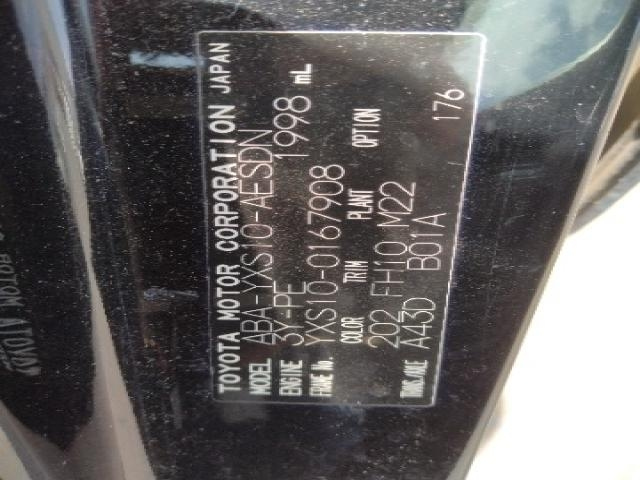 TOYOTA MOTOR CORPORATION JAPAN
MODEL ABA-YXS10-AESDN
ENGINE 3Y-PE 1998 mL
FRAME No. YXS10-0167908
COLOR TRIM PLANT OPTION
202 FH10 M22 176
TRANS./AXLE A43D B01A